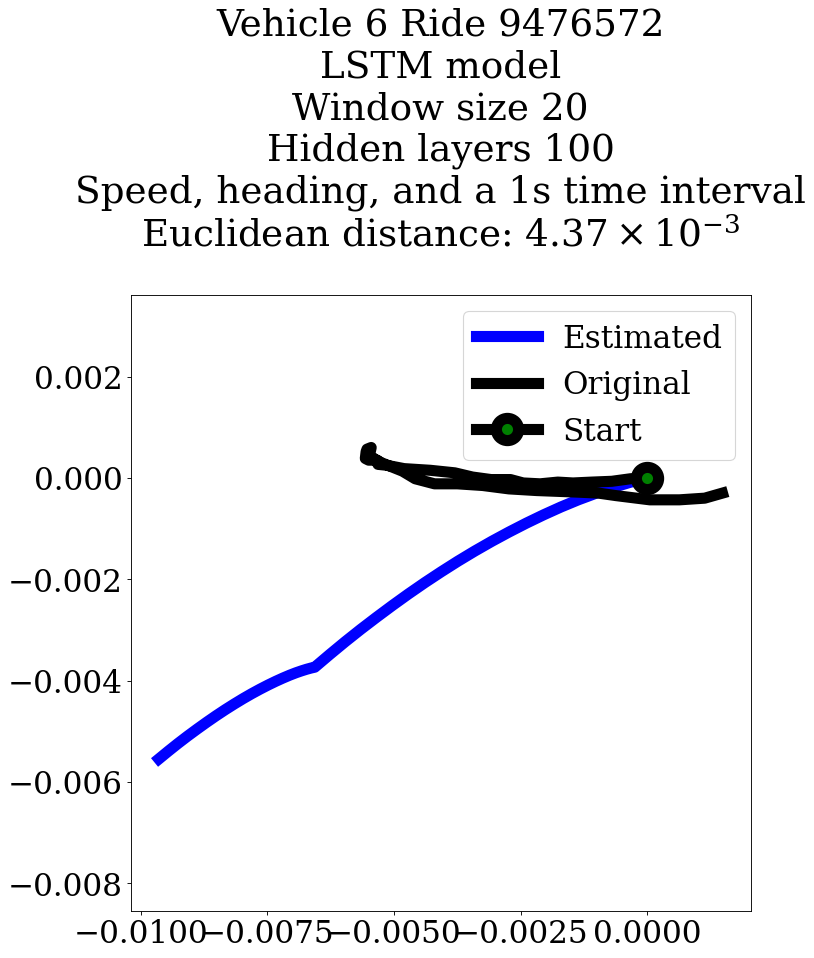 Vehicle 6 Ride 9476572
LSTM model
Window size 20
Hidden layers 100
Speed, heading, and a 1s time interval
Euclidean distance: 4.37 × 10⁻³
Estimated
Original
Start
0.002
0.000
−0.002
−0.004
−0.006
−0.008
−0.0100 −0.0075 −0.0050 −0.0025 0.0000